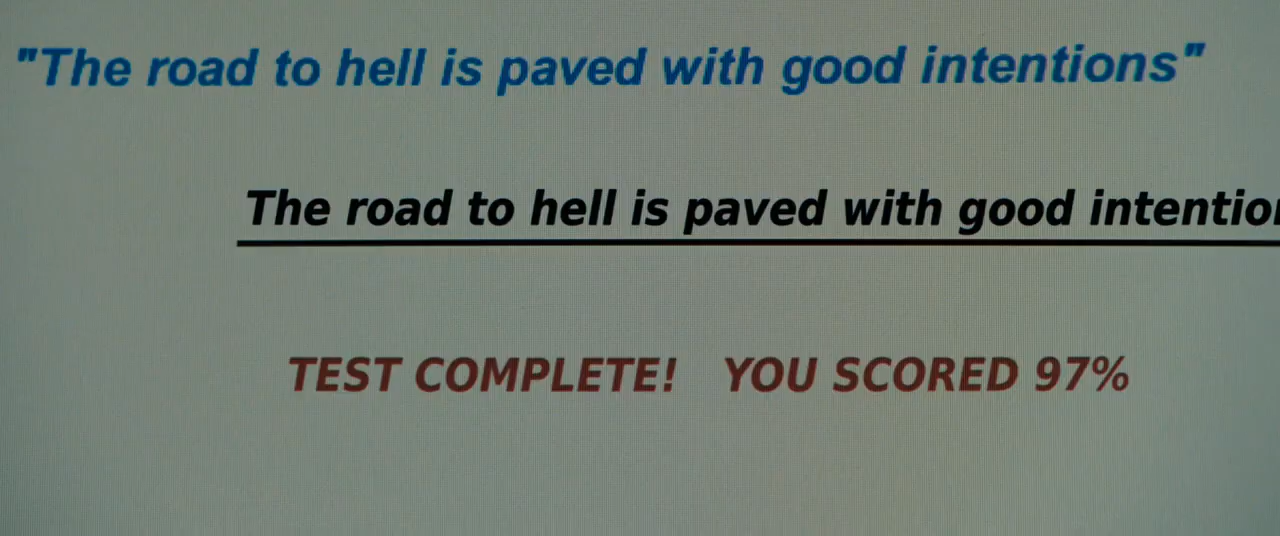 "The road to hell is paved with good intentions"
The road to hell is paved with good intentio
TEST COMPLETE! YOU SCORED 97%